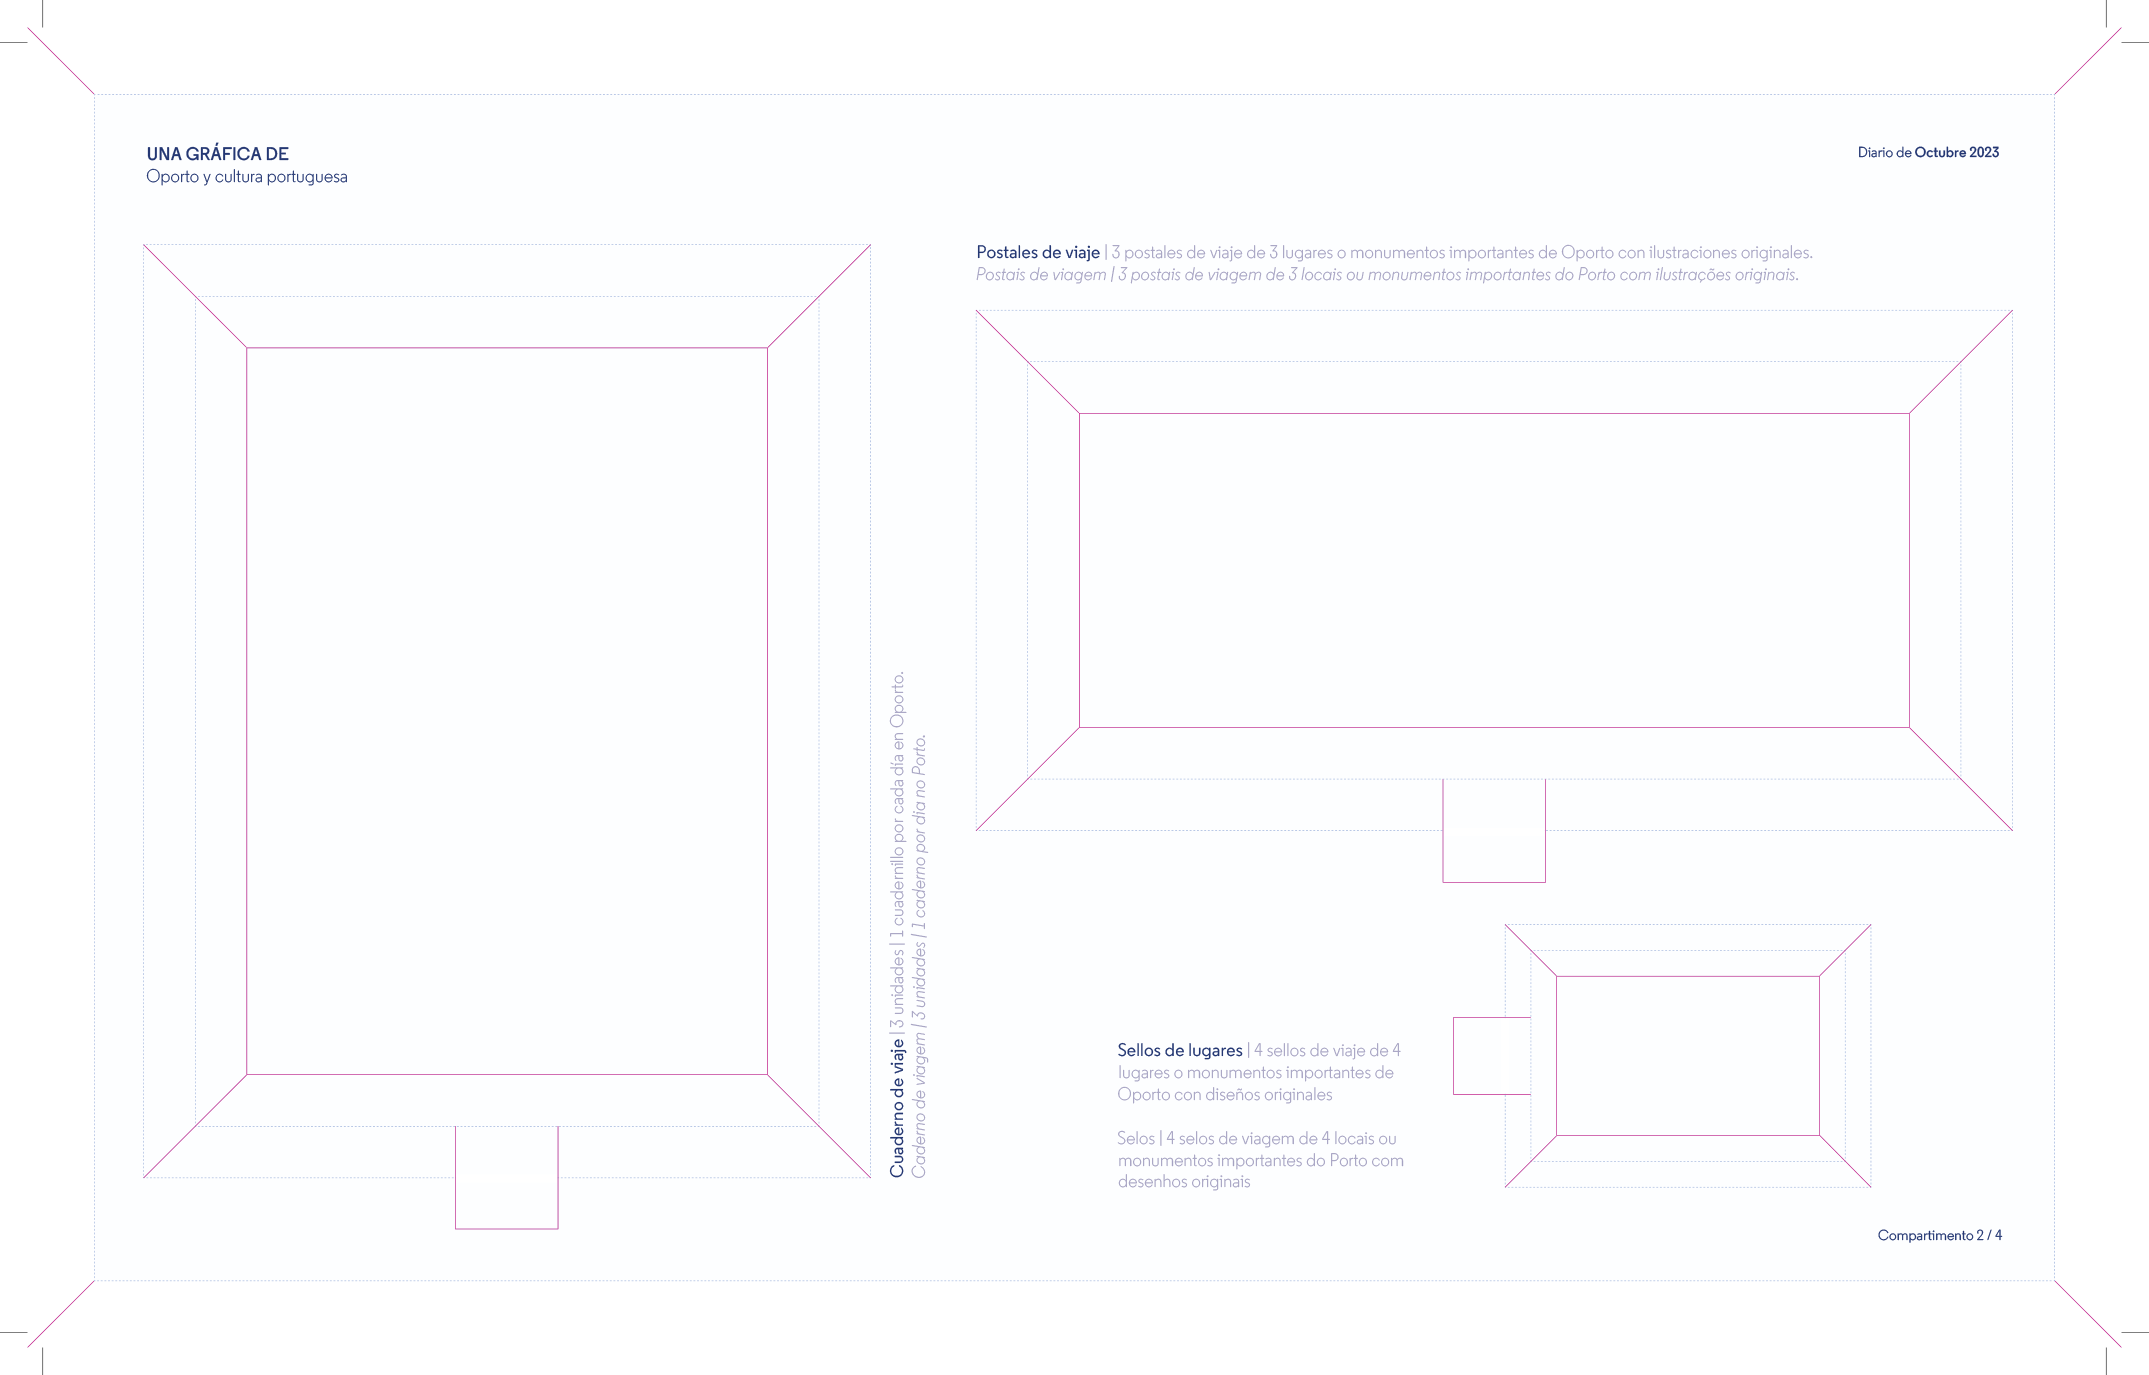 UNA GRÁFICA DE
Oporto y cultura portuguesa
Diario de Octubre 2023
Cuaderno de viaje | 3 unidades | 1 cuadernillo por cada día en Oporto.
Caderno de viagem | 3 unidades | 1 caderno por dia no Porto.
Postales de viaje | 3 postales de viaje de 3 lugares o monumentos importantes de Oporto con ilustraciones originales.
Postais de viagem | 3 postais de viagem de 3 locais ou monumentos importantes do Porto com ilustrações originais.
Sellos de lugares | 4 sellos de viaje de 4
lugares o monumentos importantes de
Oporto con diseños originales
Selos | 4 selos de viagem de 4 locais ou
monumentos importantes do Porto com
desenhos originais
Compartimento 2 / 4